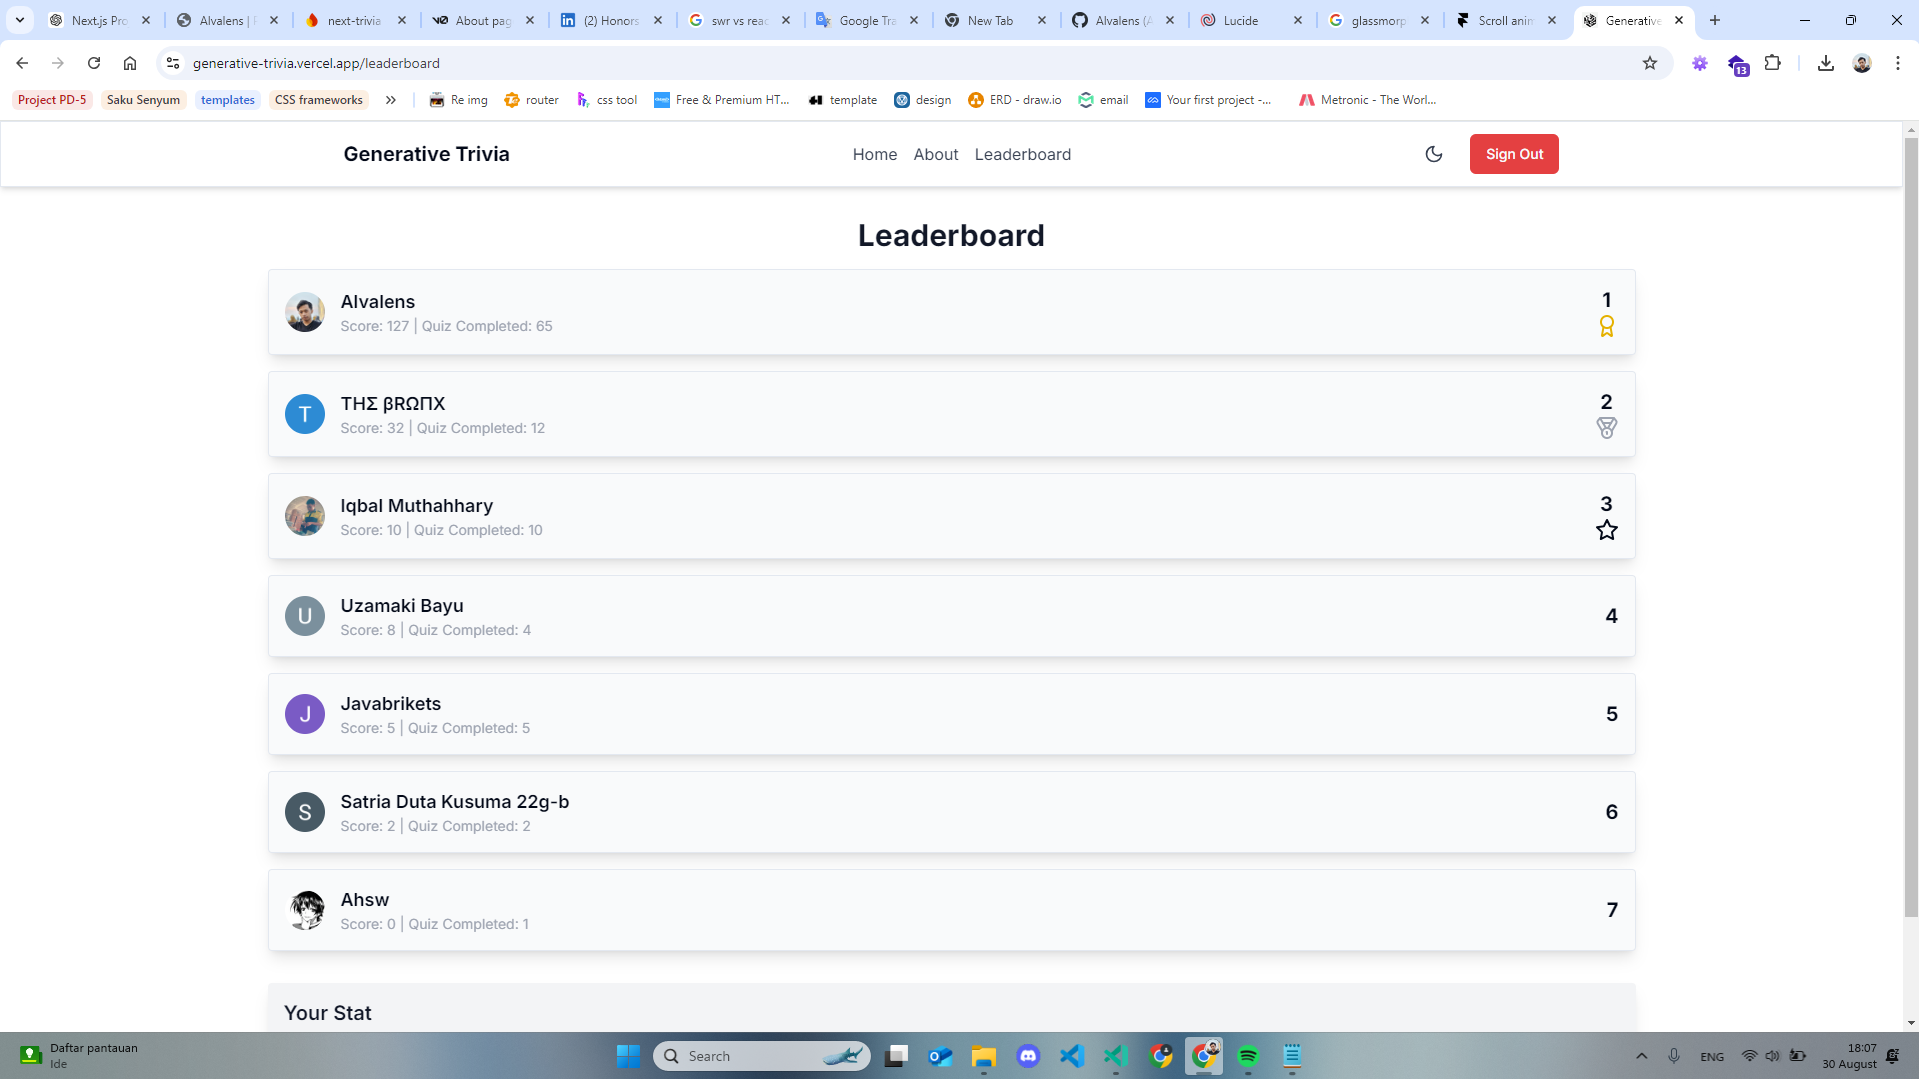 Next.js Pro
Alvalens |
next-trivia
About pag
(2) Honors
swr vs reac
Google Tra
New Tab
Alvalens (A
Lucide
glassmorp
Scroll anim
Generative
generative-trivia.vercel.app/leaderboard
13
Project PD-5
Saku Senyum
templates
CSS frameworks
Re img
router
css tool
Free & Premium HT...
template
design
ERD - draw.io
email
Your first project -...
Metronic - The Worl...
Generative Trivia
Home
About
Leaderboard
Sign Out
Leaderboard
Alvalens
Score: 127 | Quiz Completed: 65
1
T
THΣ βRΩΠX
Score: 32 | Quiz Completed: 12
2
Iqbal Muthahhary
Score: 10 | Quiz Completed: 10
3
U
Uzamaki Bayu
Score: 8 | Quiz Completed: 4
4
J
Javabrikets
Score: 5 | Quiz Completed: 5
5
S
Satria Duta Kusuma 22g-b
Score: 2 | Quiz Completed: 2
6
Ahsw
Score: 0 | Quiz Completed: 1
7
Your Stat
Daftar pantauan
Ide
Search
ENG
18:07
30 August